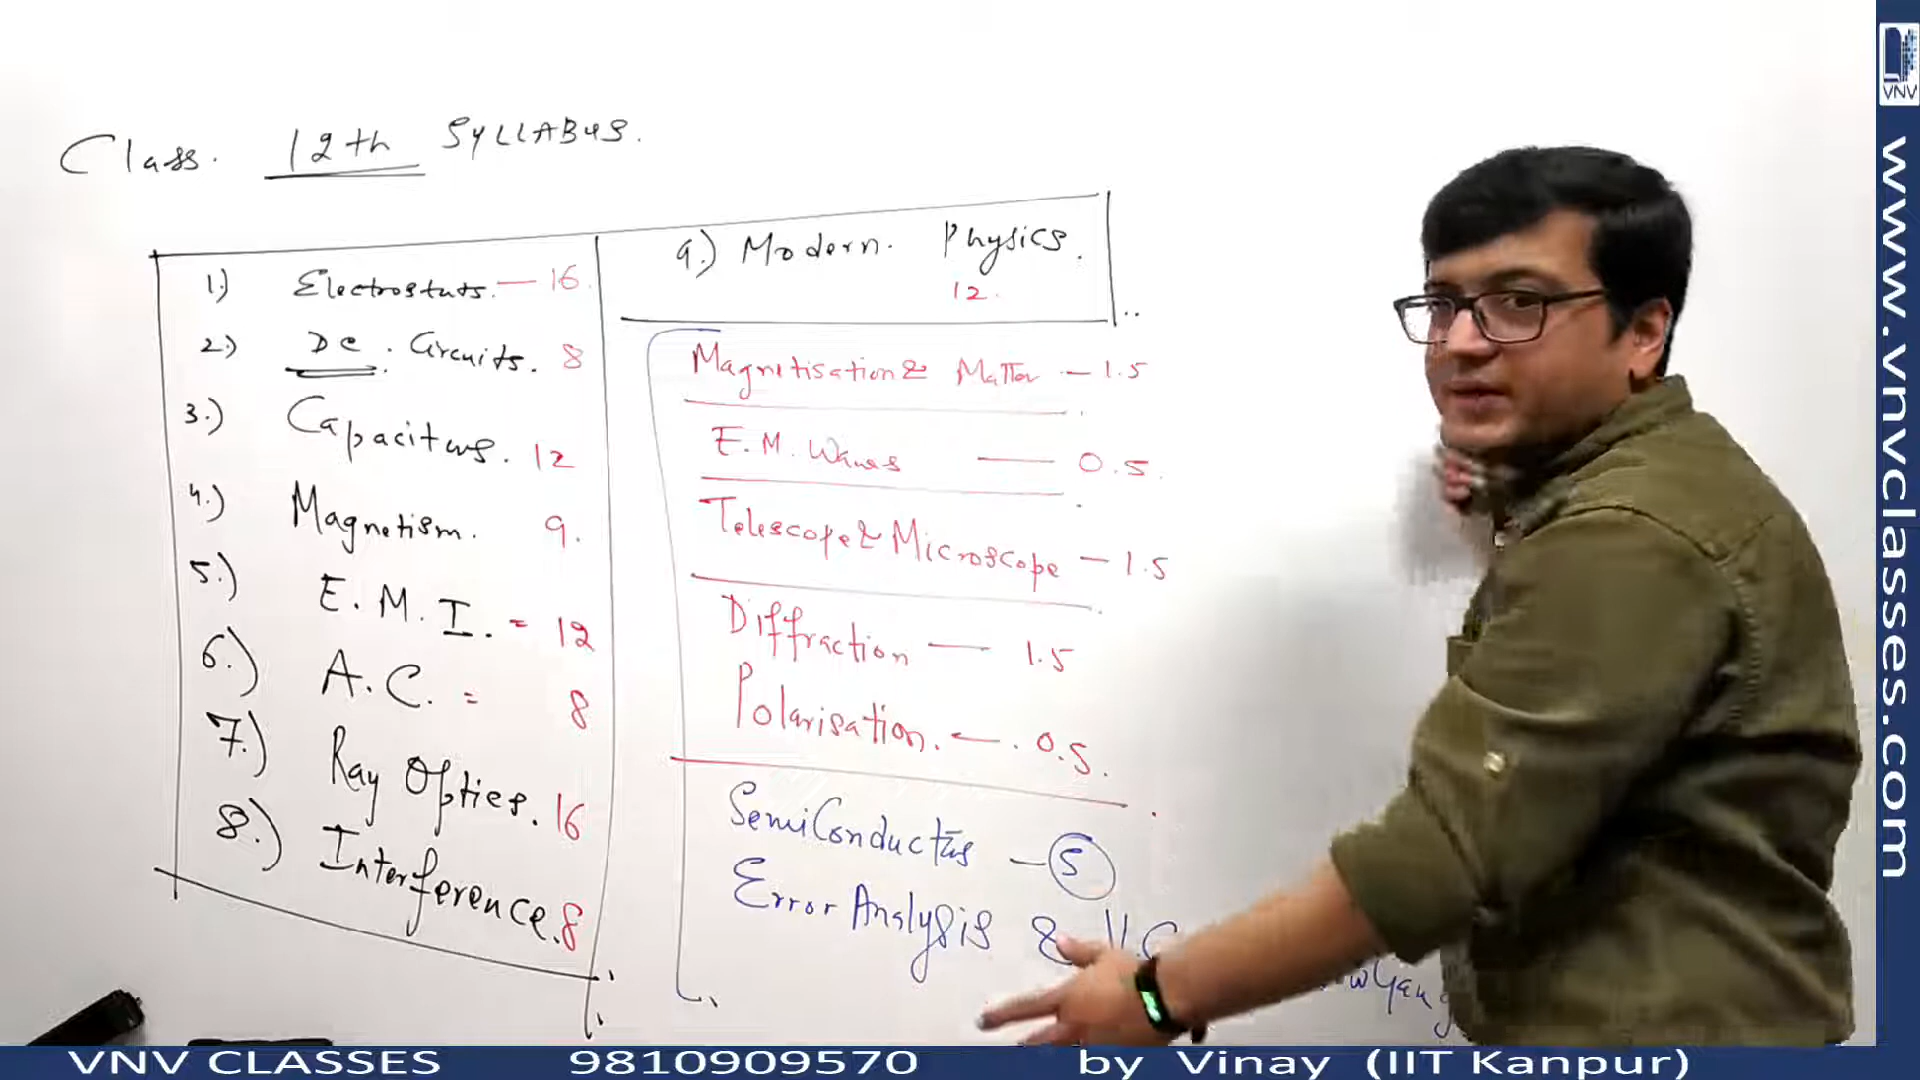 Class. 12th SYLLABUS.
1.) Electrostats. — 16.
2.) DC. Circuits. 8
3.) Capacitors. 12
4.) Magnetism. 9.
5.) E.M.I. = 12
6.) A.C. = 8
7.) Ray Optics. 16
8.) Interference. 8
9.) Modern. Physics.
12.
Magnetisation & Matter — 1.5
E.M. Waves — 0.5.
Telescope & Microscope — 1.5
Diffraction — 1.5
Polarisation. — . 0.5.
SemiConductors — 5
Error Analysis & V.C
VNV
www.vnvclasses.com
VNV CLASSES 9810909570 by Vinay (IIT Kanpur)